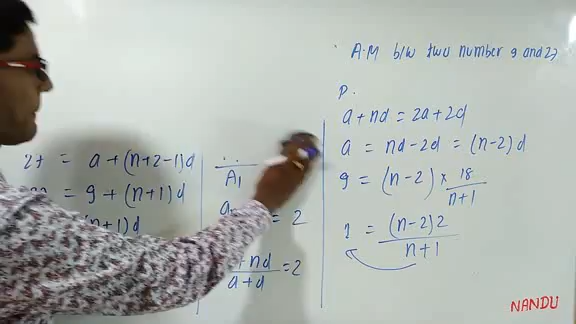 A.M b/w two number 9 and 27
p.
27 = a + (n+2-1)d
= 9 + (n+1)d
(n+1)d
A1
= 2
+ nd / a+d = 2
a + nd = 2a + 2d
a = nd - 2d = (n-2)d
9 = (n-2) × 18 / n+1
1 = (n-2)2 / n+1
NANDU